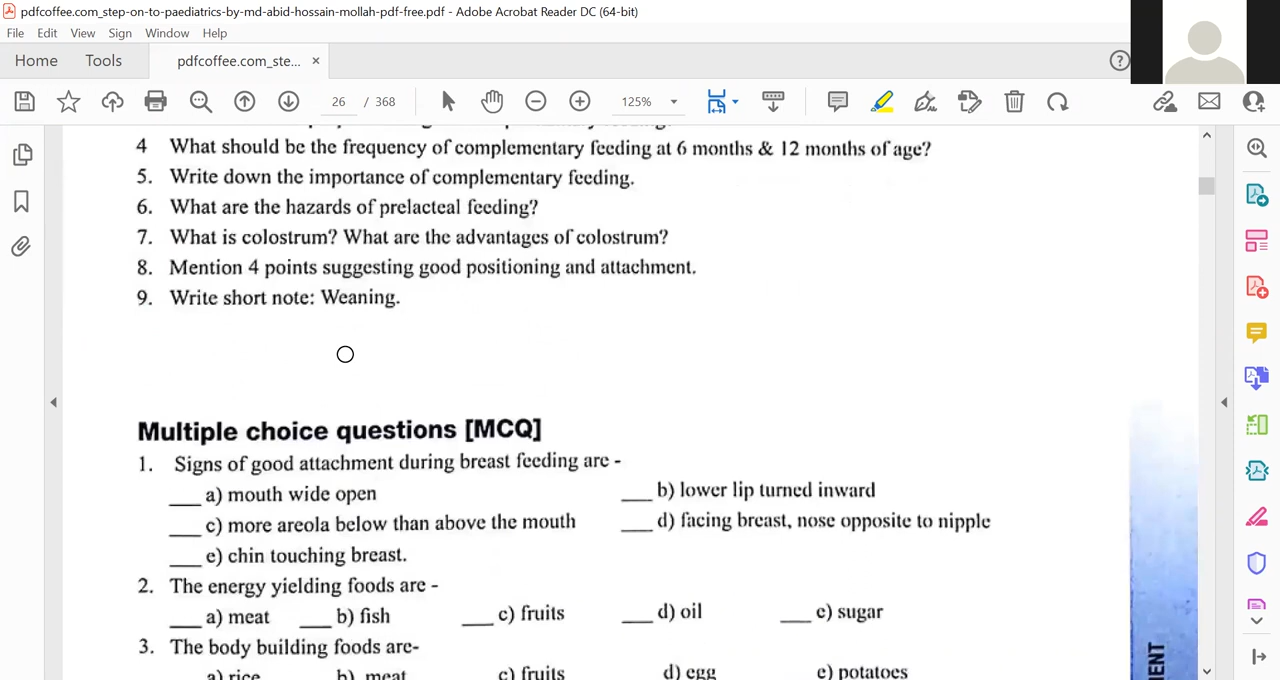 pdfcoffee.com_step-on-to-paediatrics-by-md-abid-hossain-mollah-pdf-free.pdf - Adobe Acrobat Reader DC (64-bit)
File Edit View Sign Window Help
Home Tools pdfcoffee.com_ste... ×
26 / 368 125%
4 What should be the frequency of complementary feeding at 6 months & 12 months of age?
5. Write down the importance of complementary feeding.
6. What are the hazards of prelacteal feeding?
7. What is colostrum? What are the advantages of colostrum?
8. Mention 4 points suggesting good positioning and attachment.
9. Write short note: Weaning.
Multiple choice questions [MCQ]
1. Signs of good attachment during breast feeding are -
___ a) mouth wide open ___ b) lower lip turned inward
___ c) more areola below than above the mouth ___ d) facing breast, nose opposite to nipple
___ e) chin touching breast.
2. The energy yielding foods are -
___ a) meat ___ b) fish ___ c) fruits ___ d) oil ___ e) sugar
3. The body building foods are-
a) rice b) meat c) fruits d) egg e) potatoes
ENT